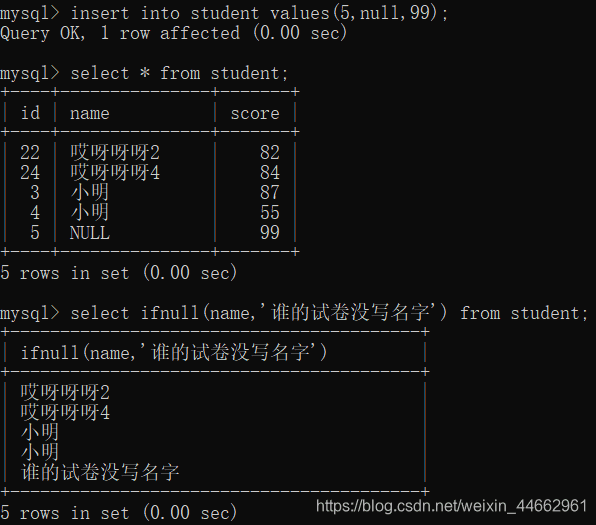 mysql> insert into student values(5,null,99);
Query OK, 1 row affected (0.00 sec)
mysql> select * from student;
+----+---------------+-------+
| id | name          | score |
+----+---------------+-------+
| 22 | 哎呀呀呀2     |    82 |
| 24 | 哎呀呀呀4     |    84 |
|  3 | 小明          |    87 |
|  4 | 小明          |    55 |
|  5 | NULL          |    99 |
+----+---------------+-------+
5 rows in set (0.00 sec)
mysql> select ifnull(name,'谁的试卷没写名字') from student;
+-----------------------------------------+
| ifnull(name,'谁的试卷没写名字')         |
+-----------------------------------------+
| 哎呀呀呀2                               |
| 哎呀呀呀4                               |
| 小明                                    |
| 小明                                    |
| 谁的试卷没写名字                        |
+-----------------------------------------+
5 rows in set (0.00 sec)
https://blog.csdn.net/weixin_44662961